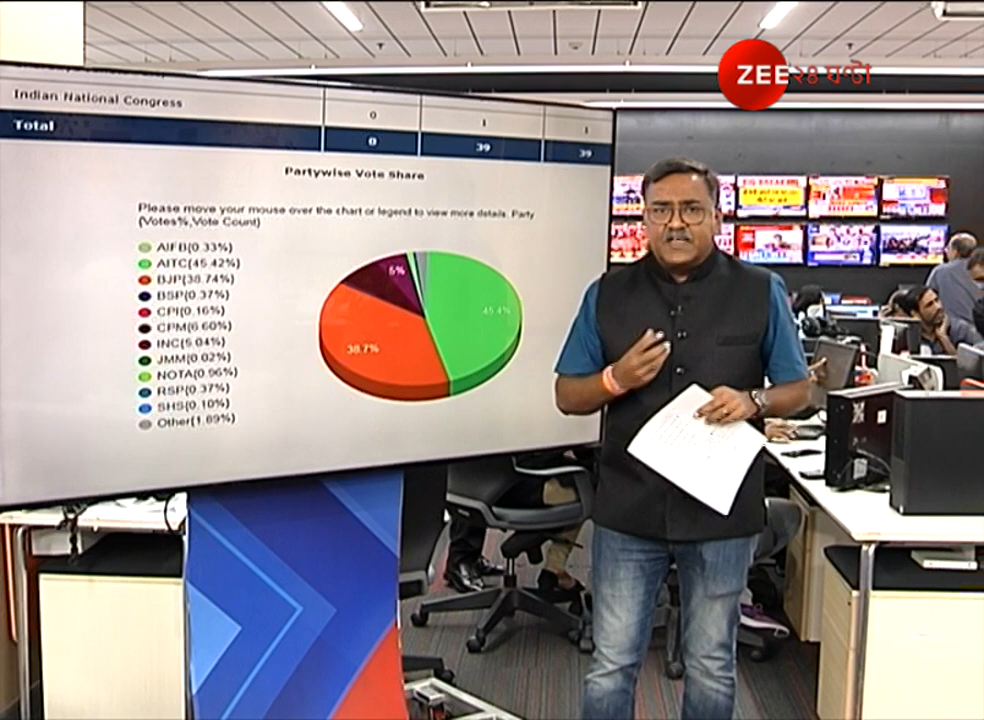 ZEE ২৪ ঘণ্টা
Indian National Congress 0 1 1
Total 0 39 39
Partywise Vote Share
Please move your mouse over the chart or legend to view more details. Party
(Votes%,Vote Count)
AIFB(0.33%)
AITC(45.42%)
BJP(38.74%)
BSP(0.37%)
CPI(0.16%)
CPM(6.60%)
INC(5.04%)
JMM(0.02%)
NOTA(0.96%)
RSP(0.37%)
SHS(0.10%)
Other(1.89%)
5%
45.4%
38.7%